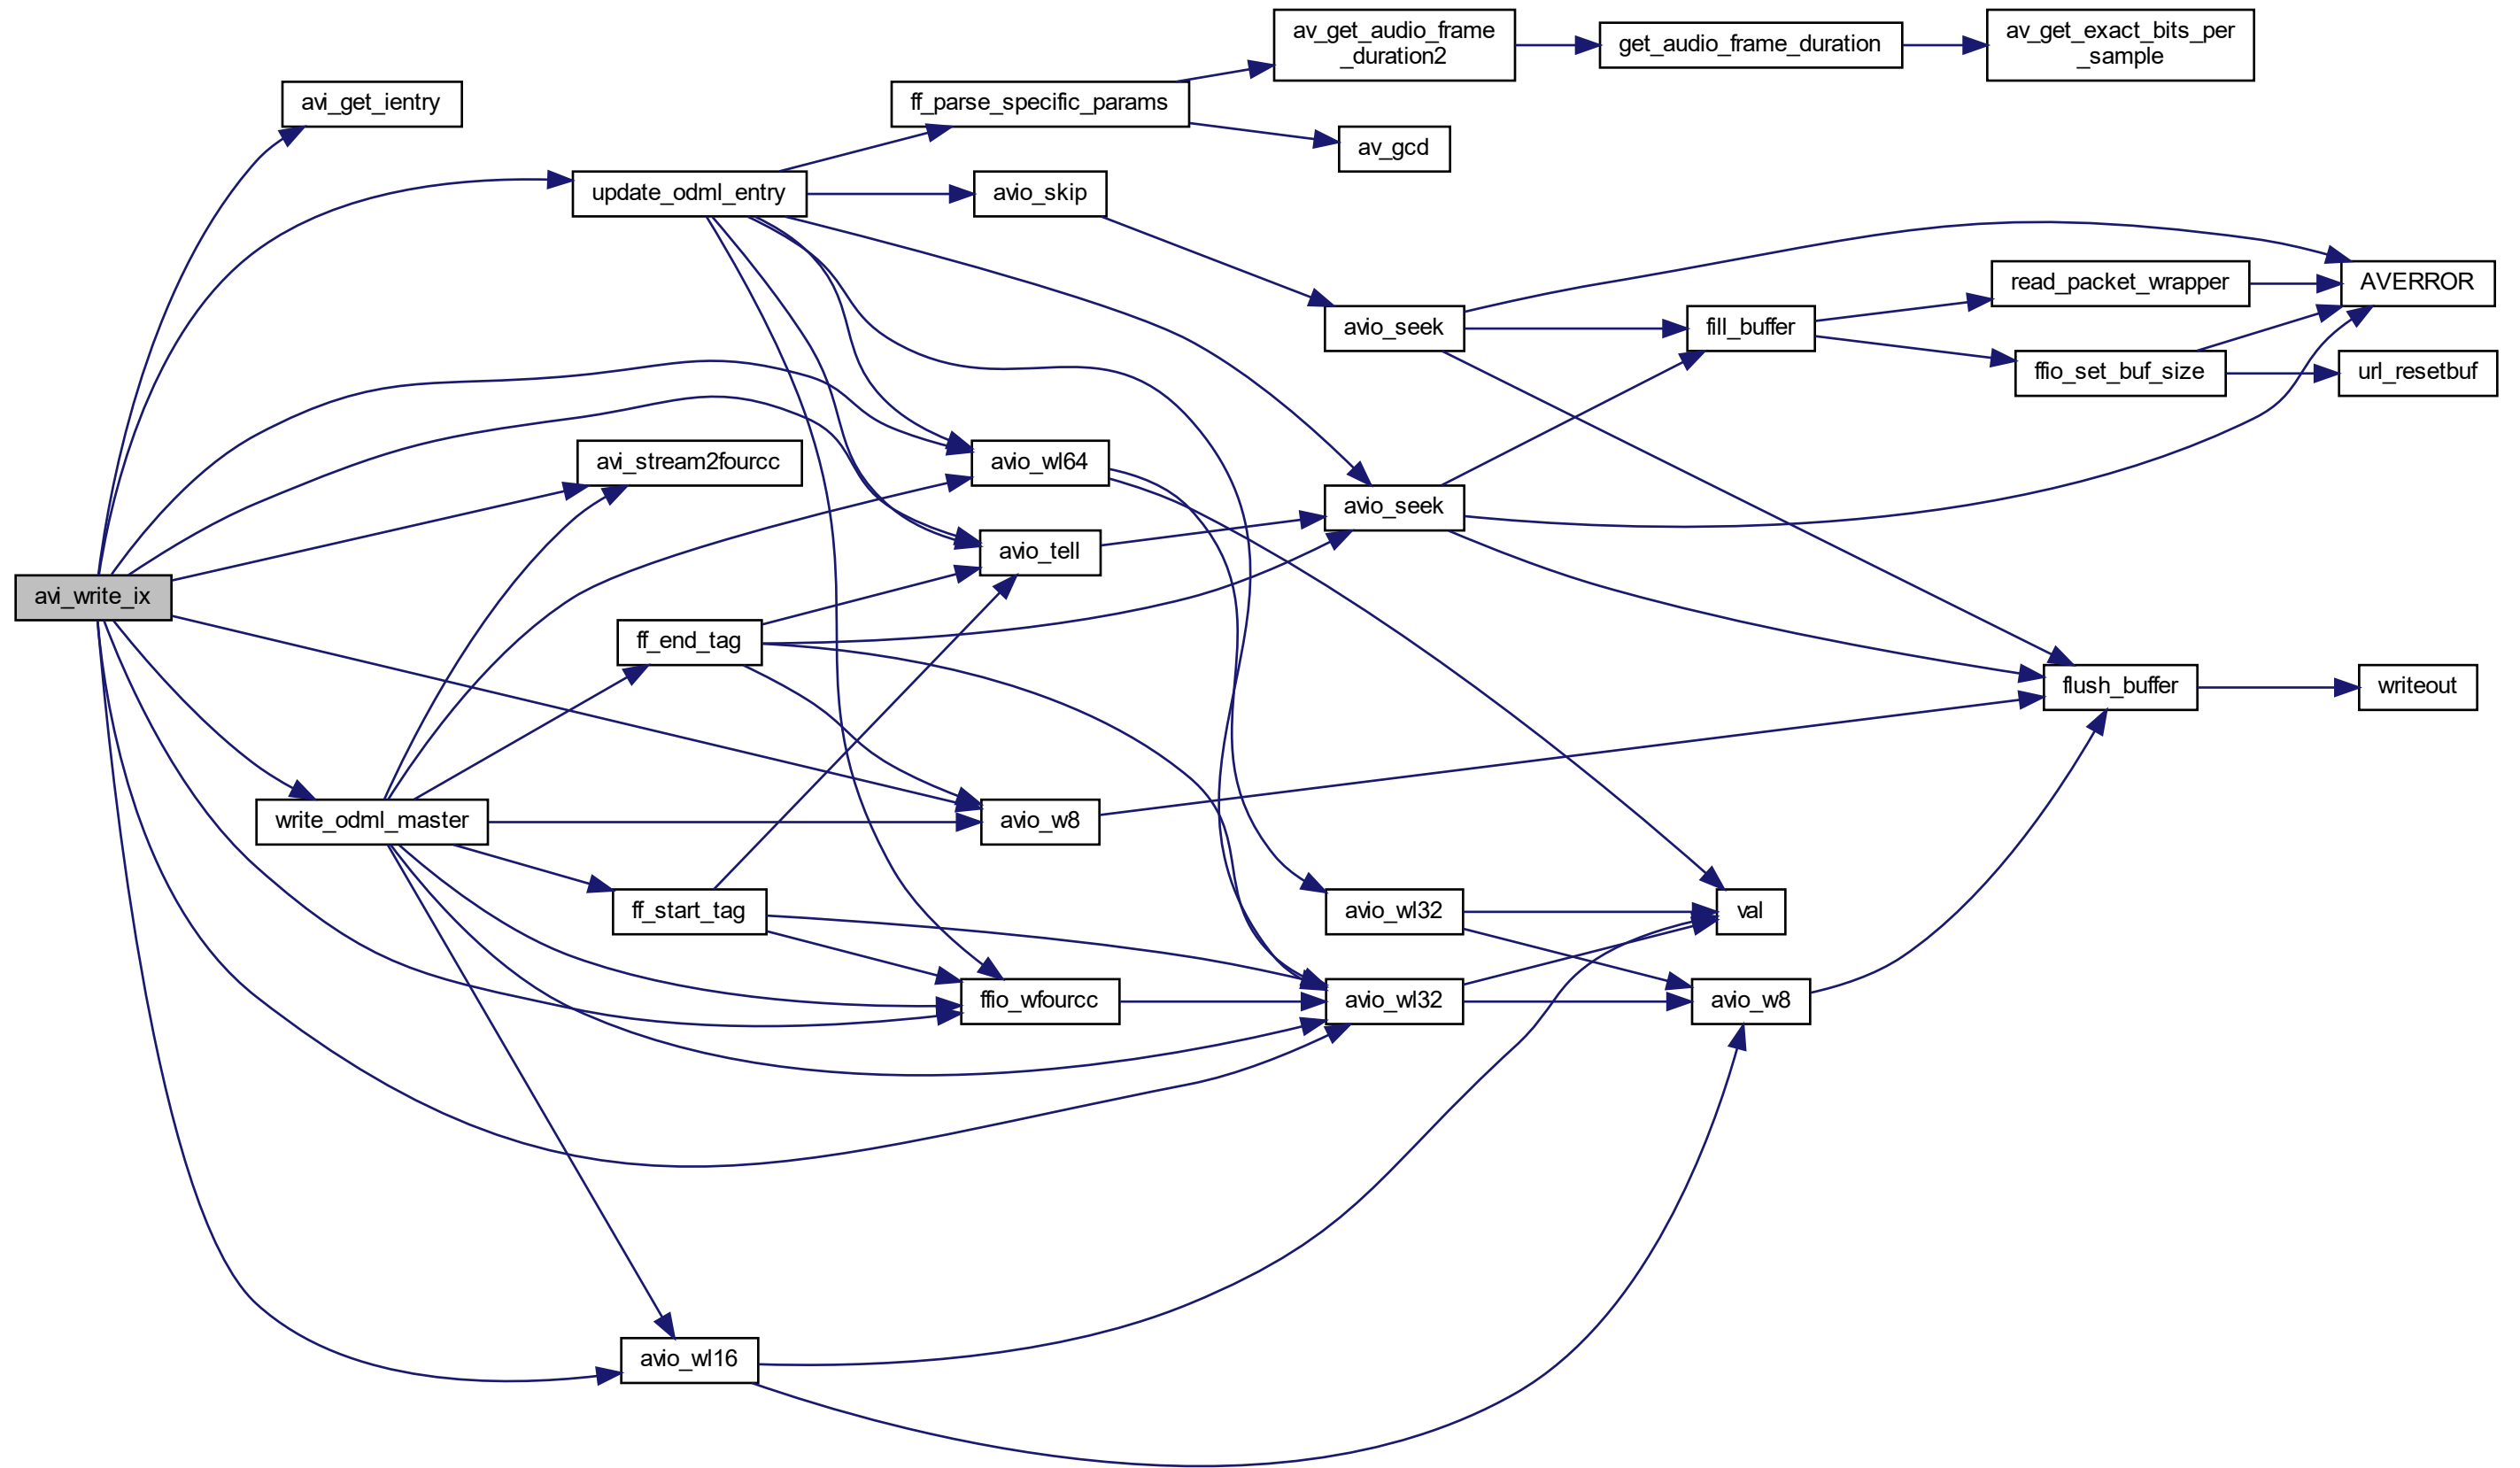 av_get_audio_frame
_duration2
get_audio_frame_duration
av_get_exact_bits_per
_sample
avi_get_ientry
ff_parse_specific_params
av_gcd
update_odml_entry
avio_skip
read_packet_wrapper
AVERROR
avio_seek
fill_buffer
ffio_set_buf_size
url_resetbuf
avi_stream2fourcc
avio_wl64
avio_seek
avio_tell
avi_write_ix
ff_end_tag
flush_buffer
writeout
write_odml_master
avio_w8
ff_start_tag
avio_wl32
val
ffio_wfourcc
avio_wl32
avio_w8
avio_wl16